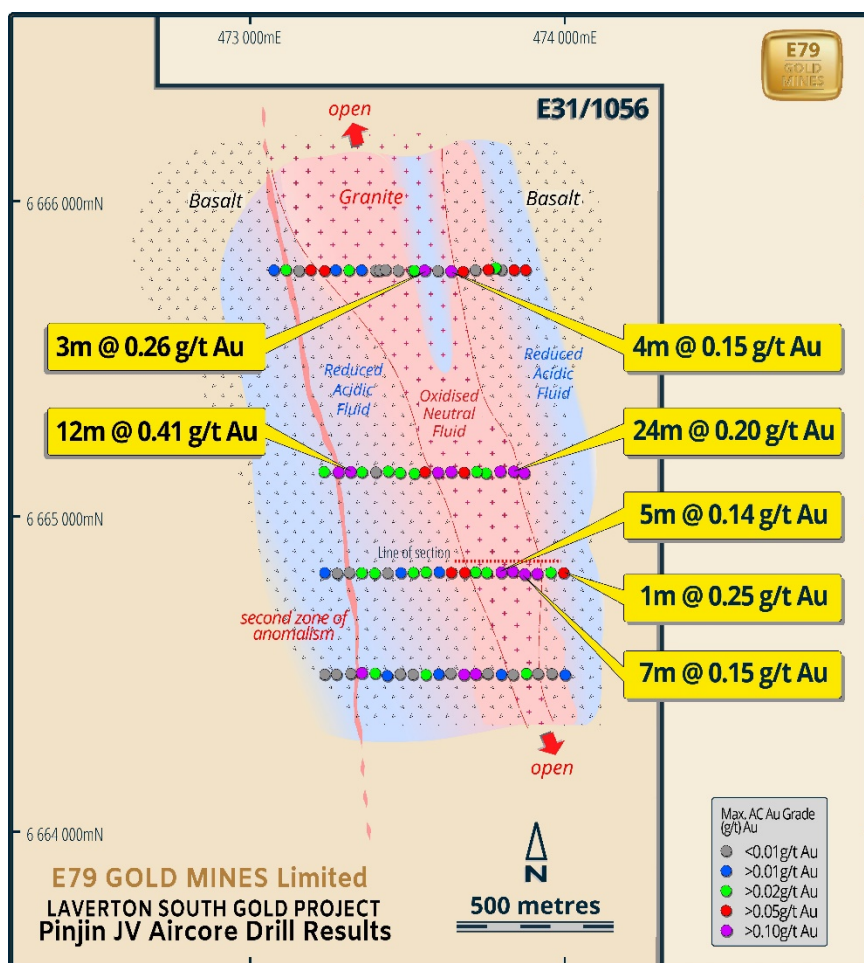 473 000mE
474 000mE
E79
GOLD
MINES
E31/1056
open
6 666 000mN
Basalt
Granite
Basalt
3m @ 0.26 g/t Au
4m @ 0.15 g/t Au
Reduced
Acidic
Fluid
Reduced
Acidic
Fluid
Oxidised
Neutral
Fluid
12m @ 0.41 g/t Au
24m @ 0.20 g/t Au
6 665 000mN
5m @ 0.14 g/t Au
Line of section
1m @ 0.25 g/t Au
second zone of
anomalism
7m @ 0.15 g/t Au
open
6 664 000mN
N
500 metres
E79 GOLD MINES Limited
LAVERTON SOUTH GOLD PROJECT
Pinjin JV Aircore Drill Results
Max. AC Au Grade
(g/t) Au
<0.01g/t Au
>0.01g/t Au
>0.02g/t Au
>0.05g/t Au
>0.10g/t Au